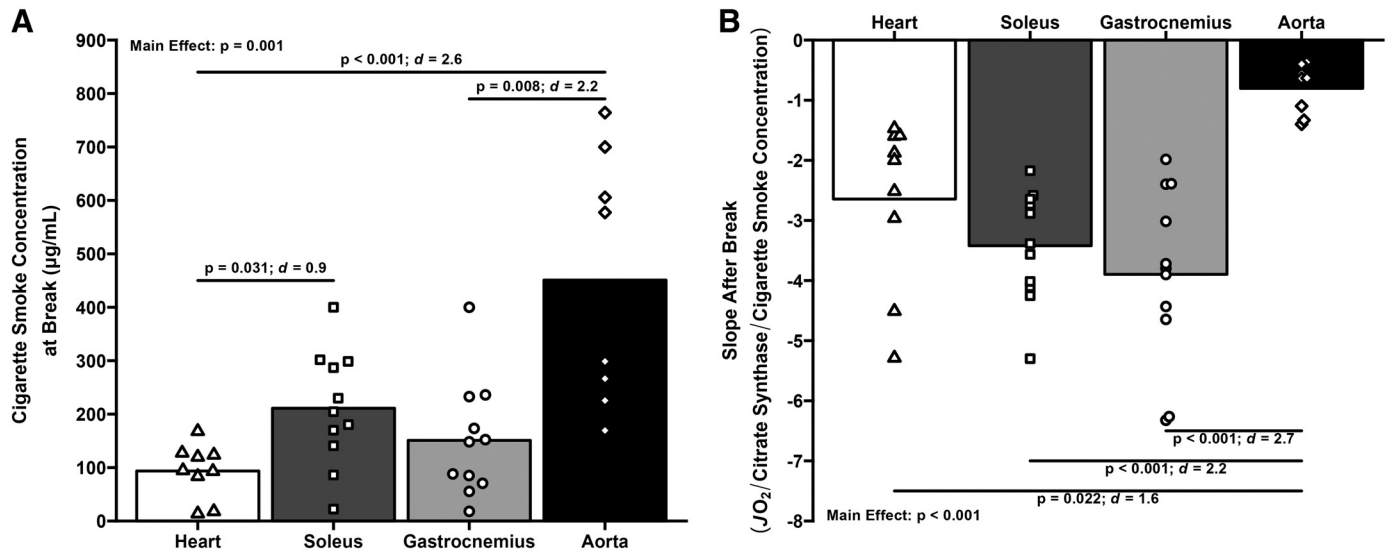 A
Main Effect: p = 0.001
p < 0.001; d = 2.6
p = 0.008; d = 2.2
p = 0.031; d = 0.9
Cigarette Smoke Concentration
at Break (µg/mL)
900
800
700
600
500
400
300
200
100
0
Heart Soleus Gastrocnemius Aorta
B
Heart Soleus Gastrocnemius Aorta
Slope After Break
(JO2/Citrate Synthase/Cigarette Smoke Concentration)
0
-1
-2
-3
-4
-5
-6
-7
-8
p < 0.001; d = 2.7
p < 0.001; d = 2.2
p = 0.022; d = 1.6
Main Effect: p < 0.001